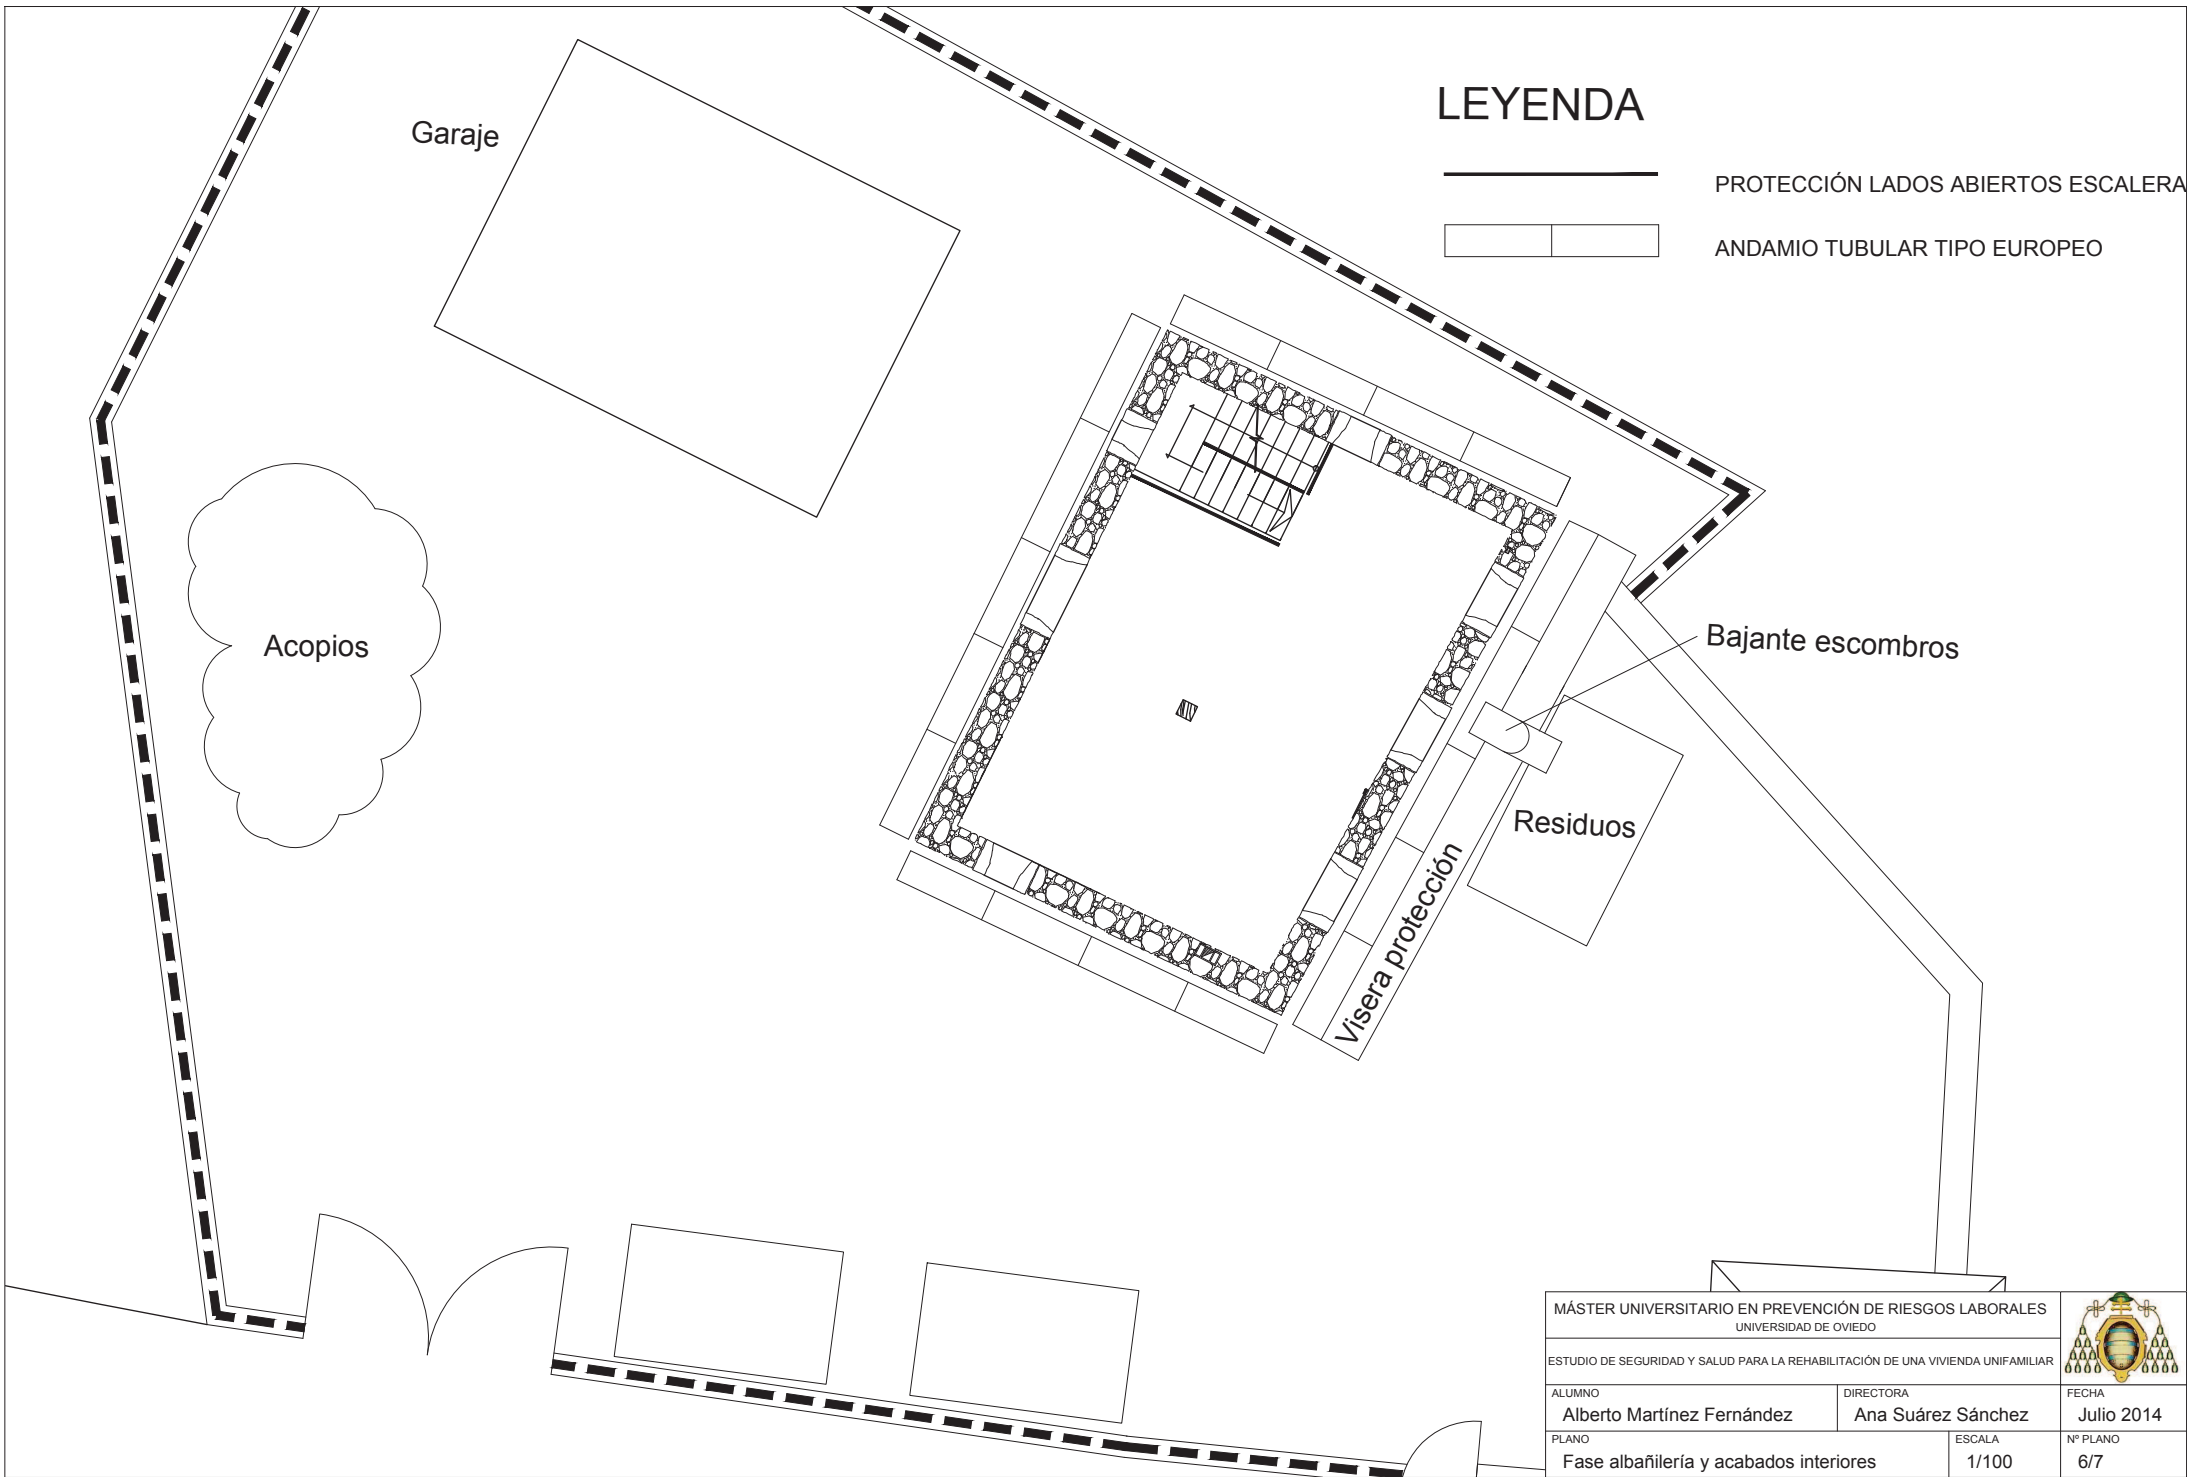 LEYENDA
PROTECCIÓN LADOS ABIERTOS ESCALERA
ANDAMIO TUBULAR TIPO EUROPEO
Garaje
Acopios
Bajante escombros
Residuos
Visera protección
MÁSTER UNIVERSITARIO EN PREVENCIÓN DE RIESGOS LABORALES
UNIVERSIDAD DE OVIEDO
ESTUDIO DE SEGURIDAD Y SALUD PARA LA REHABILITACIÓN DE UNA VIVIENDA UNIFAMILIAR
ALUMNO
Alberto Martínez Fernández
DIRECTORA
Ana Suárez Sánchez
FECHA
Julio 2014
PLANO
Fase albañilería y acabados interiores
ESCALA
1/100
Nº PLANO
6/7